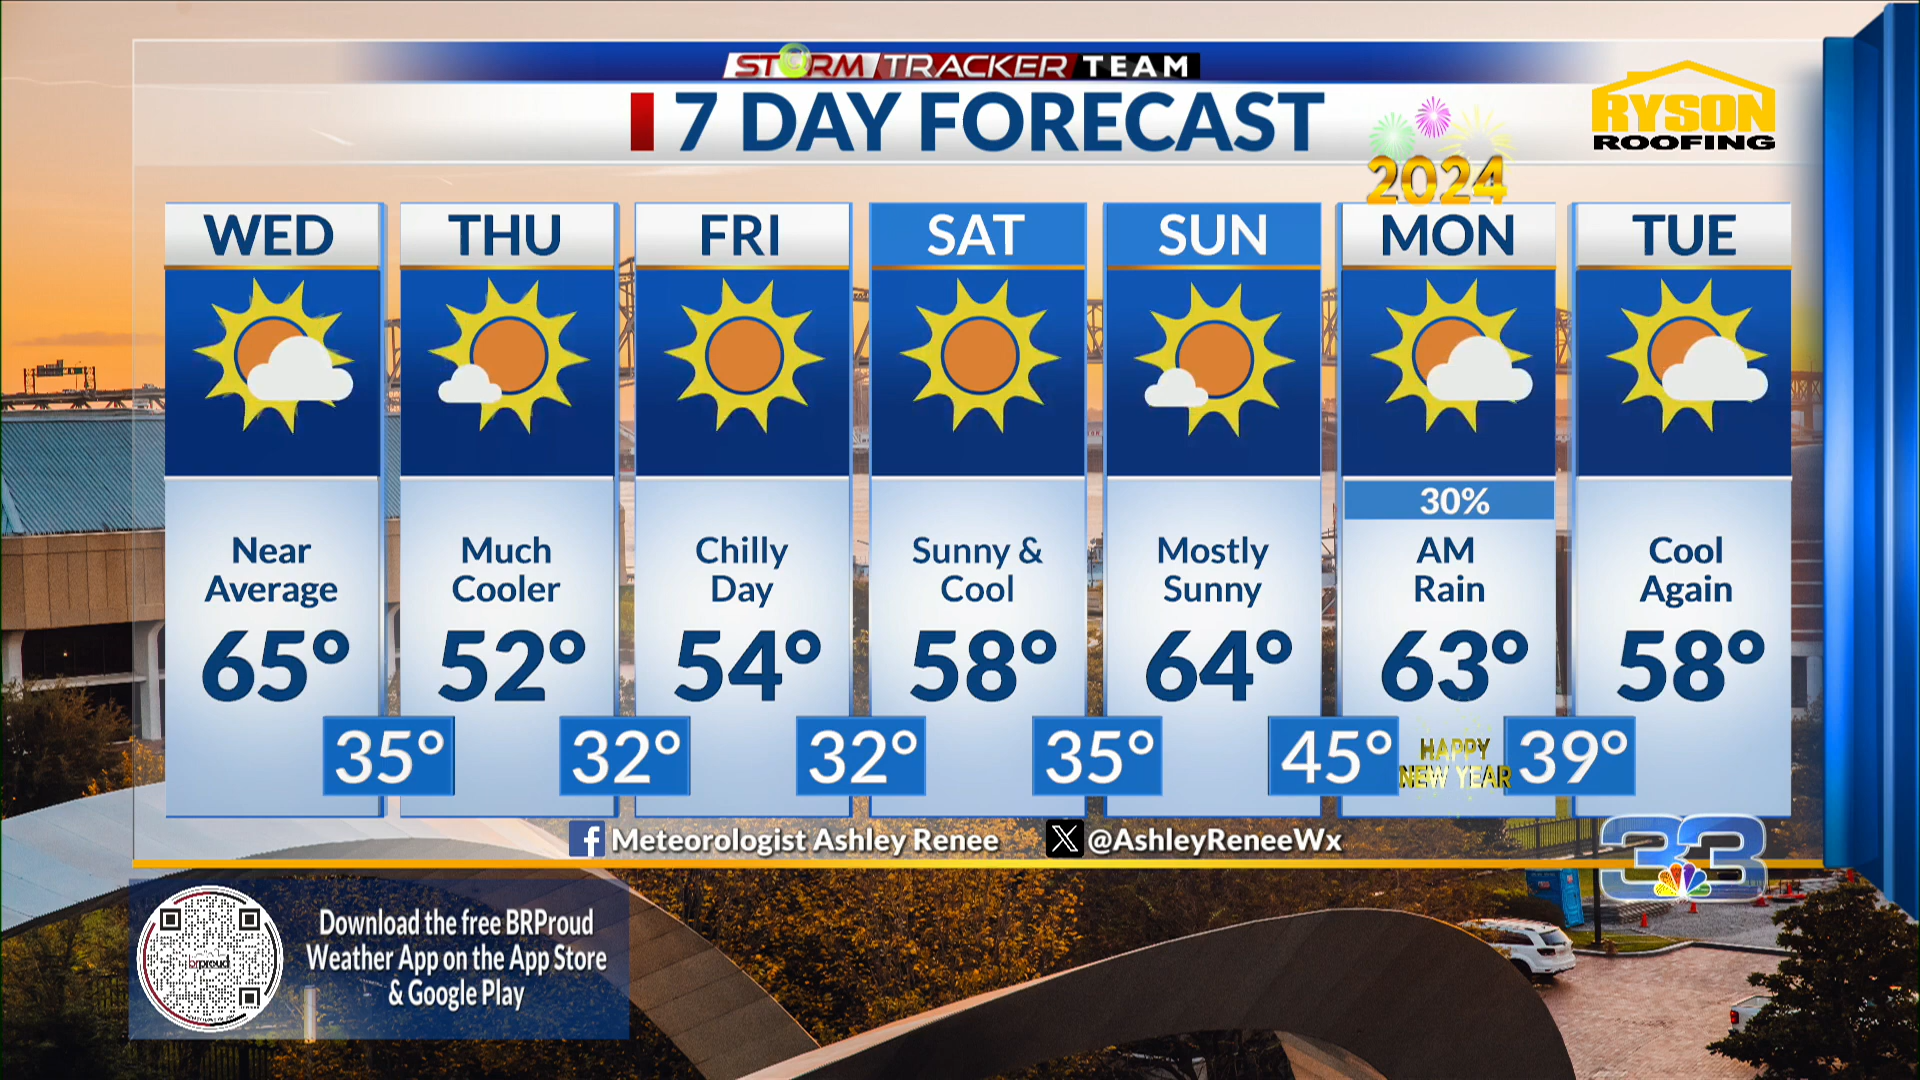 STORM TRACKER TEAM
7 DAY FORECAST
2024
RYSON
ROOFING
WED THU FRI SAT SUN MON TUE
30%
Near Average
Much Cooler
Chilly Day
Sunny & Cool
Mostly Sunny
AM Rain
Cool Again
65° 52° 54° 58° 64° 63° 58°
35° 32° 32° 35° 45° 39°
HAPPY
NEW YEAR
Meteorologist Ashley Renee @AshleyReneeWx
33
brproud
Download the free BRProud
Weather App on the App Store
& Google Play